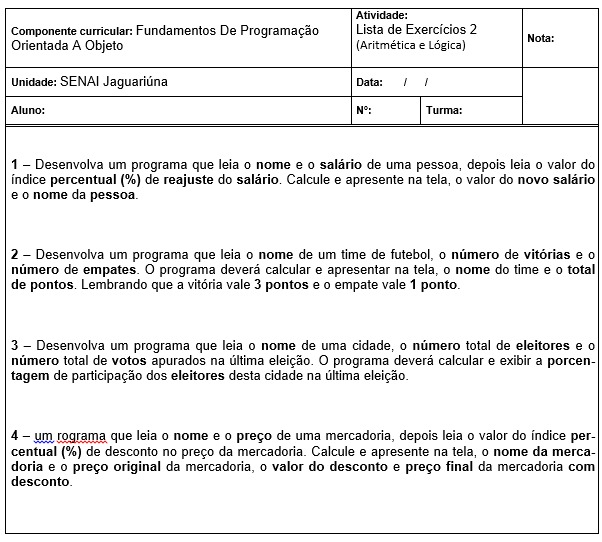 Componente curricular: Fundamentos De Programação
Orientada A Objeto
Atividade:
Lista de Exercícios 2
(Aritmética e Lógica)
Nota:
Unidade: SENAI Jaguariúna
Data: / /
Aluno:
Nº:
Turma:
1 – Desenvolva um programa que leia o nome e o salário de uma pessoa, depois leia o valor do
índice percentual (%) de reajuste do salário. Calcule e apresente na tela, o valor do novo salário
e o nome da pessoa.
2 – Desenvolva um programa que leia o nome de um time de futebol, o número de vitórias e o
número de empates. O programa deverá calcular e apresentar na tela, o nome do time e o total
de pontos. Lembrando que a vitória vale 3 pontos e o empate vale 1 ponto.
3 – Desenvolva um programa que leia o nome de uma cidade, o número total de eleitores e o
número total de votos apurados na última eleição. O programa deverá calcular e exibir a porcen-
tagem de participação dos eleitores desta cidade na última eleição.
4 – um rograma que leia o nome e o preço de uma mercadoria, depois leia o valor do índice per-
centual (%) de desconto no preço da mercadoria. Calcule e apresente na tela, o nome da merca-
doria e o preço original da mercadoria, o valor do desconto e preço final da mercadoria com
desconto.